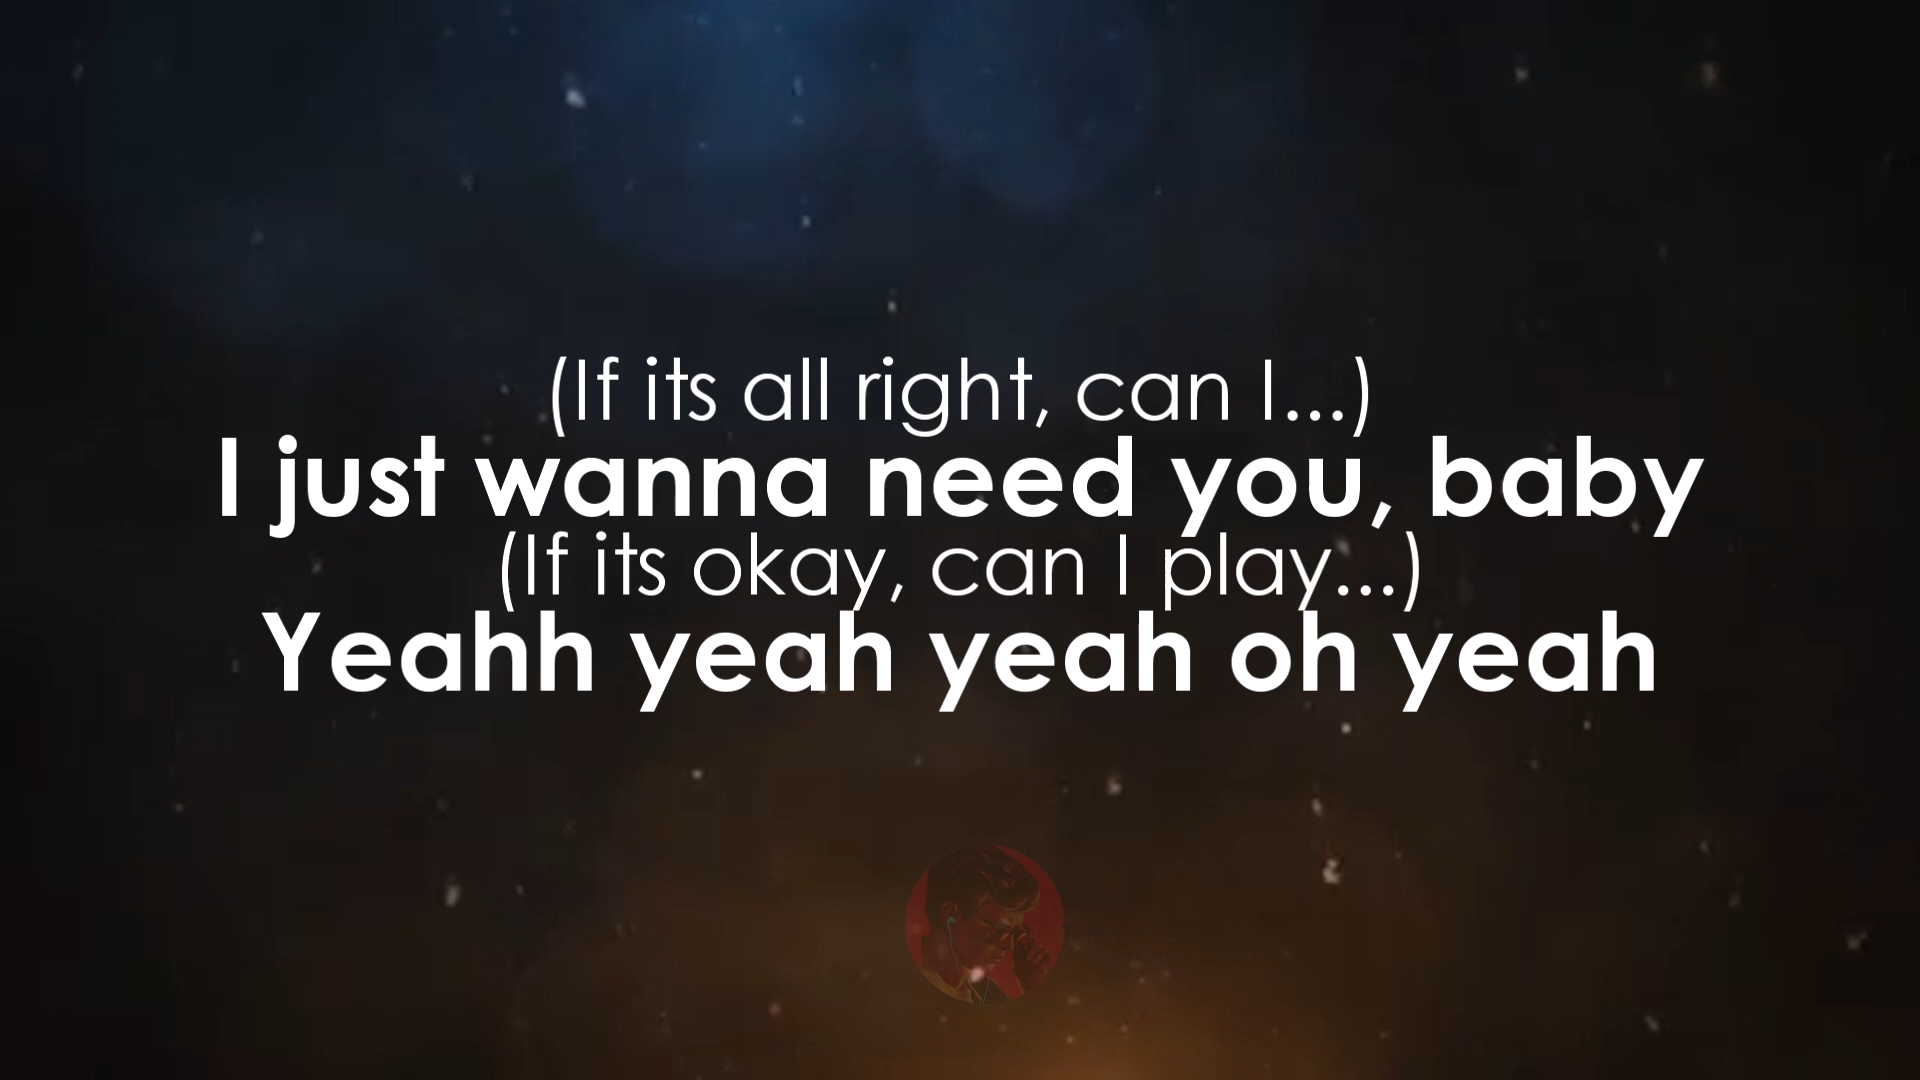 (If its all right, can I...)
I just wanna need you, baby
(If its okay, can I play...)
Yeahh yeah yeah oh yeah